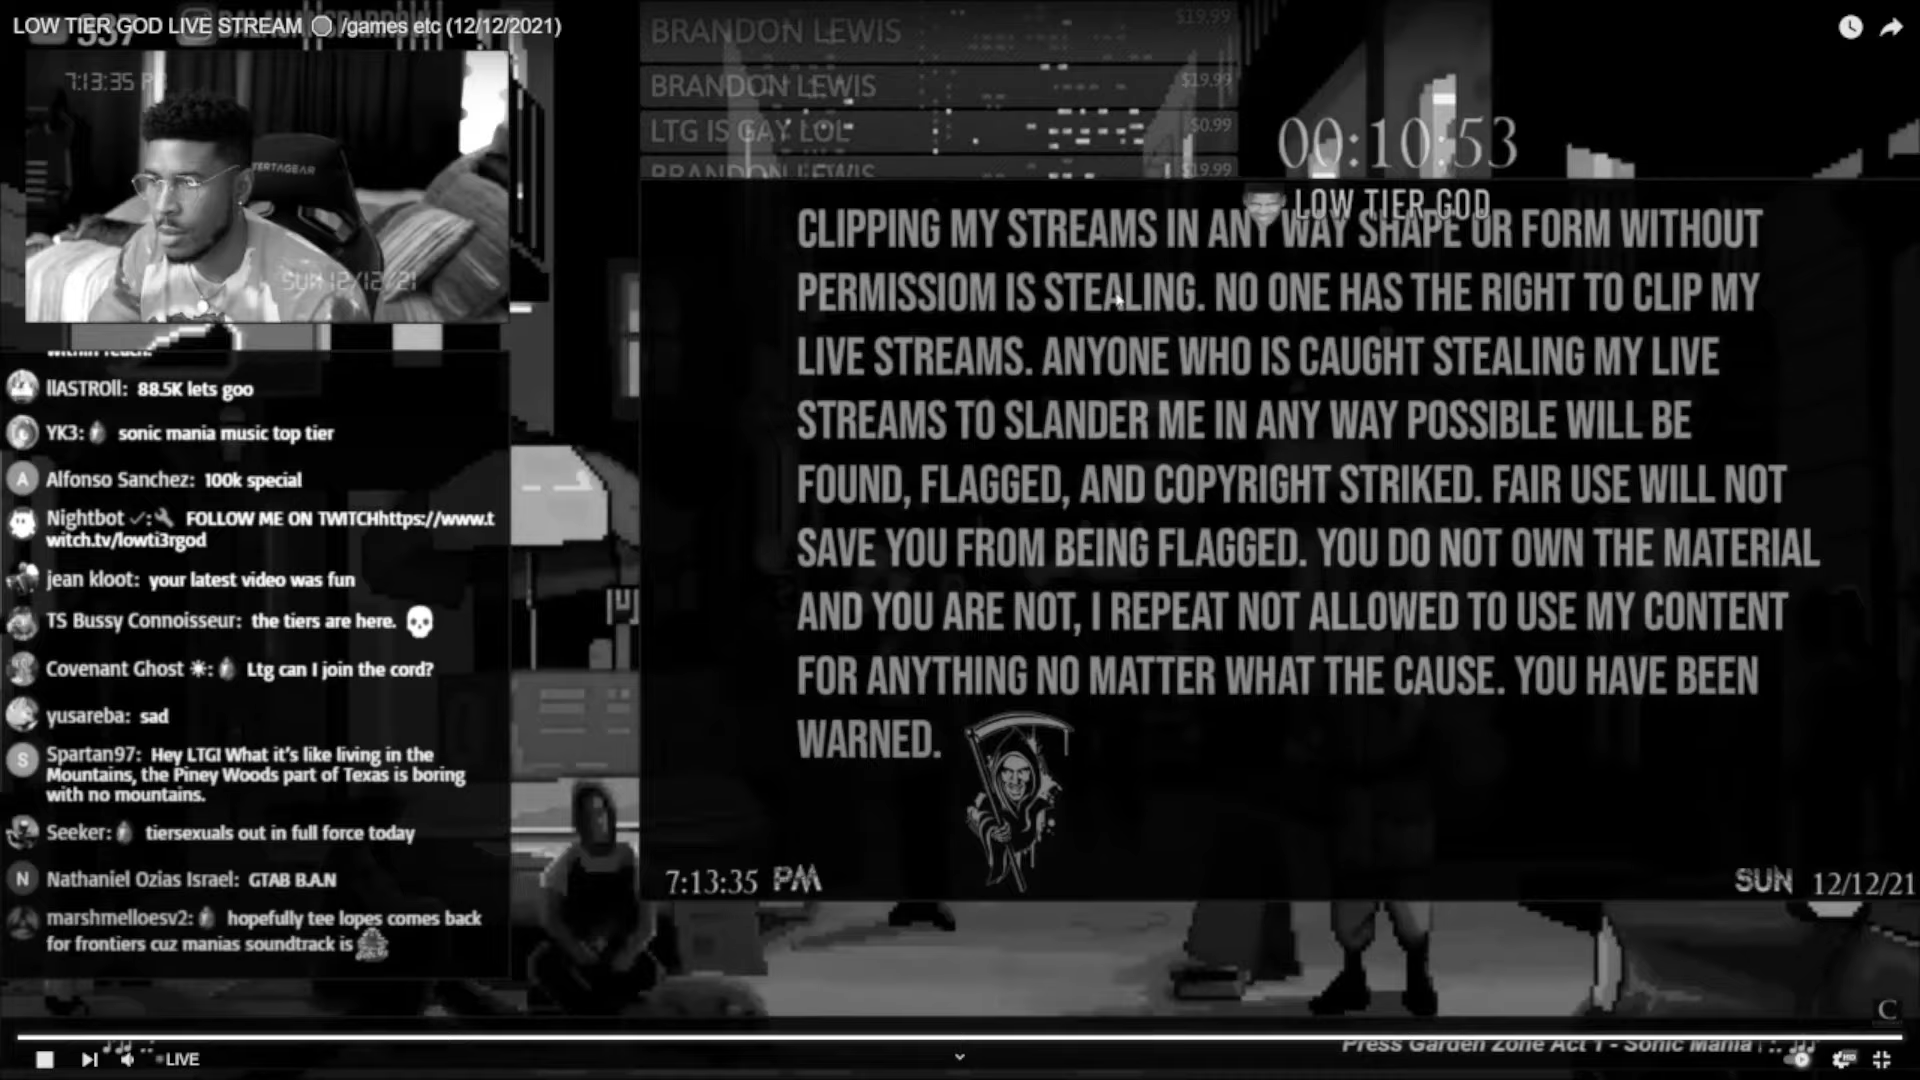 LOW TIER GOD LIVE STREAM /games etc (12/12/2021)
337
7:13:35 P
SUN 12/12/21
BRANDON LEWIS $19.99
BRANDON LEWIS $19.99
LTG IS GAY LOL $0.99
BRANDON LEWIS $19.99
00:10:53
LOW TIER GOD
CLIPPING MY STREAMS IN ANY WAY SHAPE OR FORM WITHOUT
PERMISSIOM IS STEALING. NO ONE HAS THE RIGHT TO CLIP MY
LIVE STREAMS. ANYONE WHO IS CAUGHT STEALING MY LIVE
STREAMS TO SLANDER ME IN ANY WAY POSSIBLE WILL BE
FOUND, FLAGGED, AND COPYRIGHT STRIKED. FAIR USE WILL NOT
SAVE YOU FROM BEING FLAGGED. YOU DO NOT OWN THE MATERIAL
AND YOU ARE NOT, I REPEAT NOT ALLOWED TO USE MY CONTENT
FOR ANYTHING NO MATTER WHAT THE CAUSE. YOU HAVE BEEN
WARNED.
7:13:35 PM
SUN 12/12/21
within reach.
llASTROll: 88.5K lets goo
YK3: sonic mania music top tier
A Alfonso Sanchez: 100k special
Nightbot ✓: FOLLOW ME ON TWITCHhttps://www.t
witch.tv/lowti3rgod
jean kloot: your latest video was fun
TS Bussy Connoisseur: the tiers are here. 💀
Covenant Ghost ☀: Ltg can I join the cord?
yusareba: sad
S Spartan97: Hey LTG! What it's like living in the
Mountains, the Piney Woods part of Texas is boring
with no mountains.
Seeker: tiersexuals out in full force today
N Nathaniel Ozias Israel: GTAB B.A.N
marshmelloesv2: hopefully tee lopes comes back
for frontiers cuz manias soundtrack is
C
LIVE
Press Garden Zone Act 1 - Sonic Mania
HD